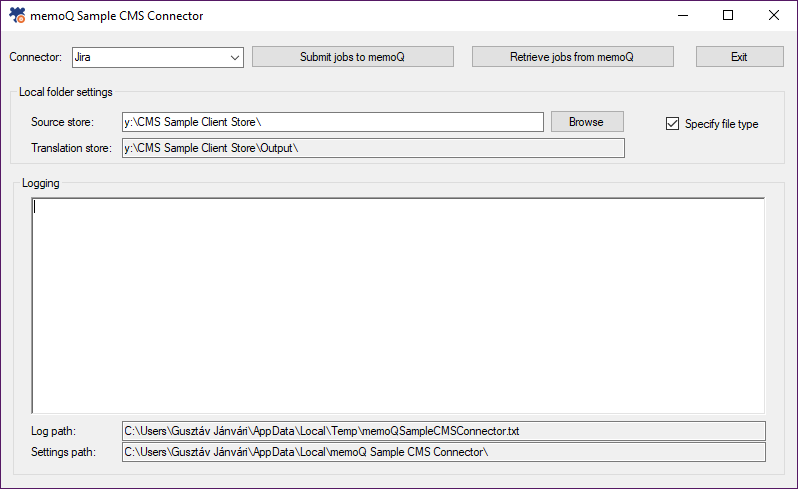 memoQ Sample CMS Connector
Connector: Jira Submit jobs to memoQ Retrieve jobs from memoQ Exit
Local folder settings
Source store: y:\CMS Sample Client Store\ Browse Specify file type
Translation store: y:\CMS Sample Client Store\Output\
Logging
Log path: C:\Users\Gusztáv Jánvári\AppData\Local\Temp\memoQSampleCMSConnector.txt
Settings path: C:\Users\Gusztáv Jánvári\AppData\Local\memoQ Sample CMS Connector\